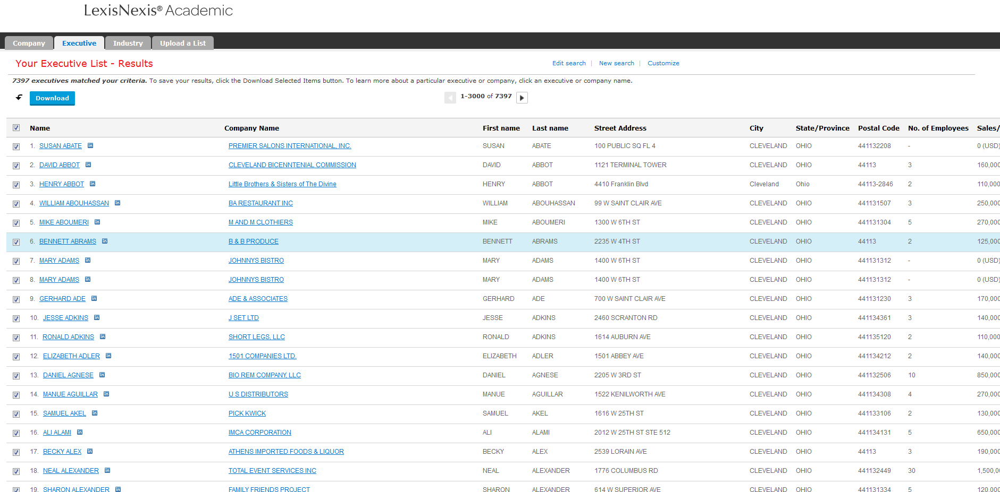 LexisNexis® Academic
Company Executive Industry Upload a List
Your Executive List - Results Edit search | New search | Customize
7397 executives matched your criteria. To save your results, click the Download Selected Items button. To learn more about a particular executive or company, click an executive or company name.
Download 1-3000 of 7397
Name Company Name First name Last name Street Address City State/Province Postal Code No. of Employees Sales/
1. SUSAN ABATE in PREMIER SALONS INTERNATIONAL, INC. SUSAN ABATE 100 PUBLIC SQ FL 4 CLEVELAND OHIO 441132208 - 0 (USD)
2. DAVID ABBOT in CLEVELAND BICENNTENIAL COMMISSION DAVID ABBOT 1121 TERMINAL TOWER CLEVELAND OHIO 44113 3 160,000
3. HENRY ABBOT in Little Brothers & Sisters of The Divine HENRY ABBOT 4410 Franklin Blvd Cleveland Ohio 44113-2846 2 110,000
4. WILLIAM ABOUHASSAN in BA RESTAURANT INC WILLIAM ABOUHASSAN 99 W SAINT CLAIR AVE CLEVELAND OHIO 441131507 3 250,000
5. MIKE ABOUMERI in M AND M CLOTHIERS MIKE ABOUMERI 1300 W 6TH ST CLEVELAND OHIO 441131304 5 270,000
6. BENNETT ABRAMS in B & B PRODUCE BENNETT ABRAMS 2235 W 4TH ST CLEVELAND OHIO 44113 2 125,000
7. MARY ADAMS in JOHNNYS BISTRO MARY ADAMS 1400 W 6TH ST CLEVELAND OHIO 441131312 - 0 (USD)
8. MARY ADAMS in JOHNNYS BISTRO MARY ADAMS 1400 W 6TH ST CLEVELAND OHIO 441131312 - 0 (USD)
9. GERHARD ADE in ADE & ASSOCIATES GERHARD ADE 700 W SAINT CLAIR AVE CLEVELAND OHIO 441131230 3 170,000
10. JESSE ADKINS in J SET LTD JESSE ADKINS 2460 SCRANTON RD CLEVELAND OHIO 441134361 3 140,000
11. RONALD ADKINS in SHORT LEGS, LLC RONALD ADKINS 1614 AUBURN AVE CLEVELAND OHIO 441135120 2 110,000
12. ELIZABETH ADLER in 1501 COMPANIES LTD. ELIZABETH ADLER 1501 ABBEY AVE CLEVELAND OHIO 441134212 2 140,000
13. DANIEL AGNESE in BIO REM COMPANY, LLC DANIEL AGNESE 2205 W 3RD ST CLEVELAND OHIO 441132506 10 850,000
14. MANUE AGUILLAR in U S DISTRIBUTORS MANUE AGUILLAR 1522 KENILWORTH AVE CLEVELAND OHIO 441134308 4 270,000
15. SAMUEL AKEL in PICK KWICK SAMUEL AKEL 1616 W 25TH ST CLEVELAND OHIO 441133106 2 130,000
16. ALI ALAMI in IMCA CORPORATION ALI ALAMI 2012 W 25TH ST STE 512 CLEVELAND OHIO 441134131 5 650,000
17. BECKY ALEX in ATHENS IMPORTED FOODS & LIQUOR BECKY ALEX 2539 LORAIN AVE CLEVELAND OHIO 44113 3 190,000
18. NEAL ALEXANDER in TOTAL EVENT SERVICES INC NEAL ALEXANDER 1776 COLUMBUS RD CLEVELAND OHIO 441132449 30 1,500,0
19. SHARON ALEXANDER in FAMILY FRIENDS PROJECT SHARON ALEXANDER 614 W SUPERIOR AVE CLEVELAND OHIO 441131334 5 120,000